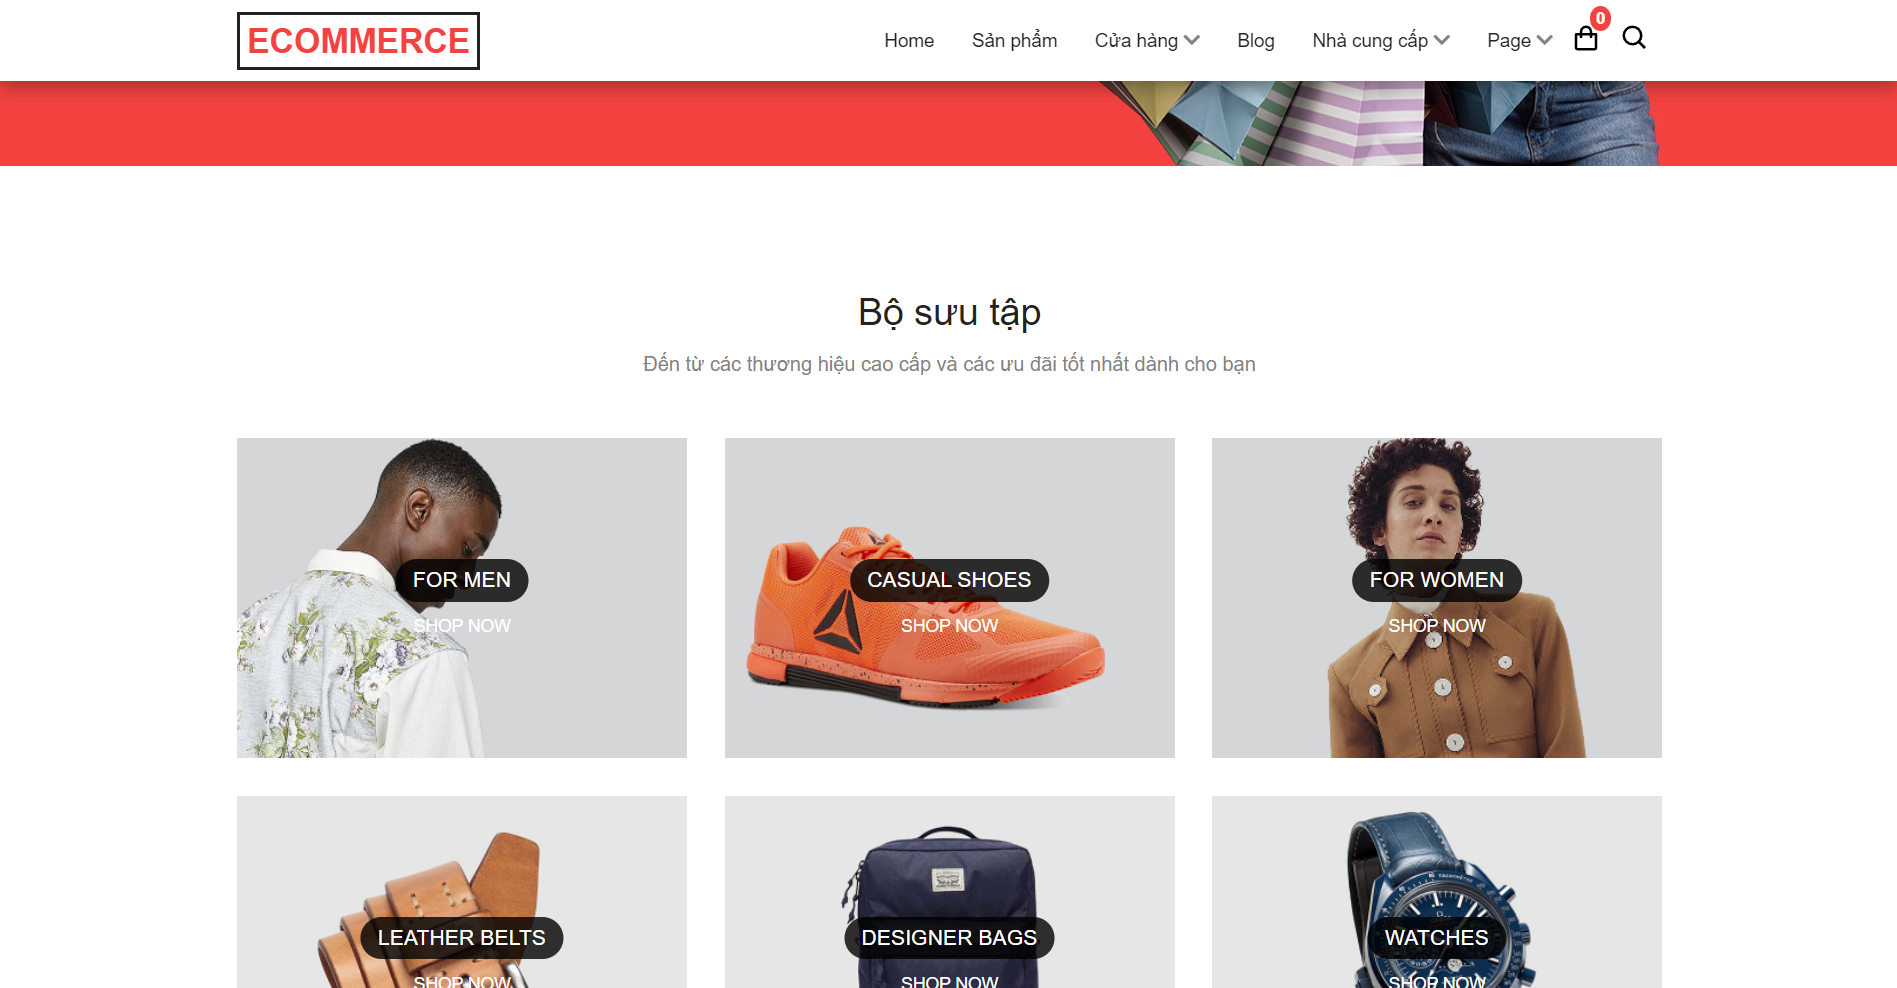 ECOMMERCE
Home Sản phẩm Cửa hàng Blog Nhà cung cấp Page 0
Bộ sưu tập
Đến từ các thương hiệu cao cấp và các ưu đãi tốt nhất dành cho bạn
FOR MEN
SHOP NOW
CASUAL SHOES
SHOP NOW
FOR WOMEN
SHOP NOW
LEATHER BELTS
SHOP NOW
DESIGNER BAGS
SHOP NOW
WATCHES
SHOP NOW